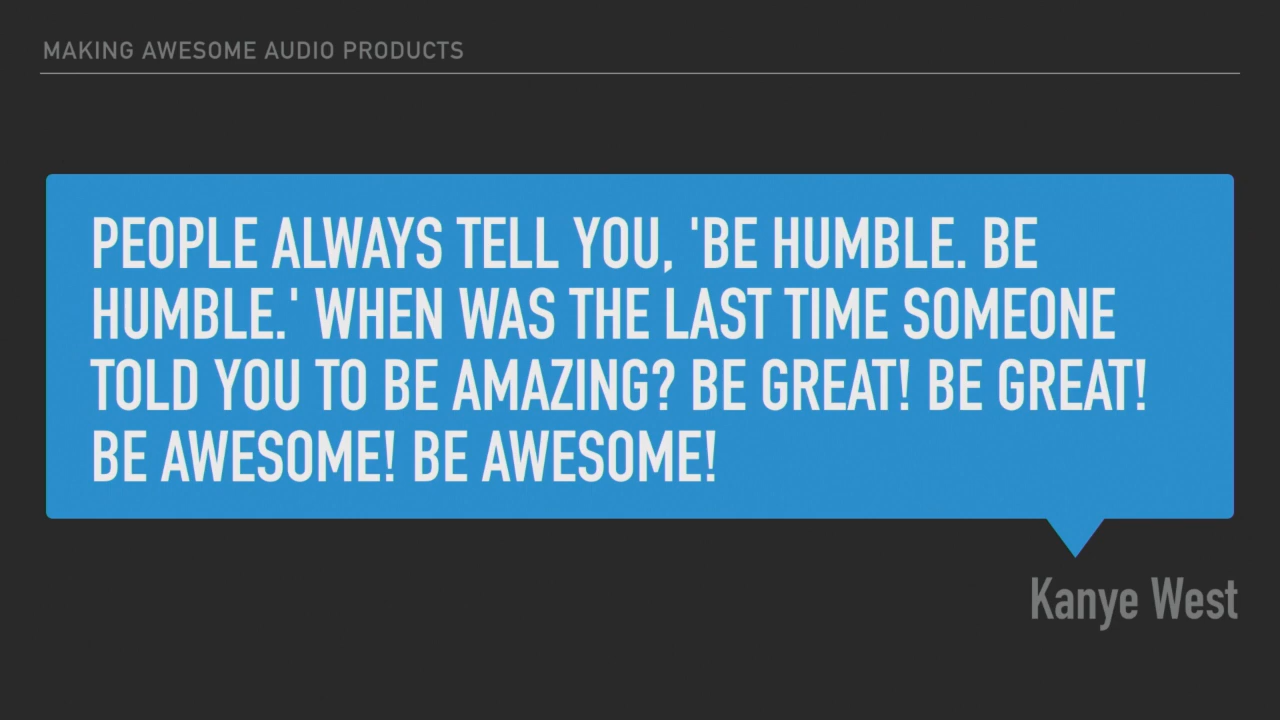 MAKING AWESOME AUDIO PRODUCTS
PEOPLE ALWAYS TELL YOU, 'BE HUMBLE. BE
HUMBLE.' WHEN WAS THE LAST TIME SOMEONE
TOLD YOU TO BE AMAZING? BE GREAT! BE GREAT!
BE AWESOME! BE AWESOME!
Kanye West